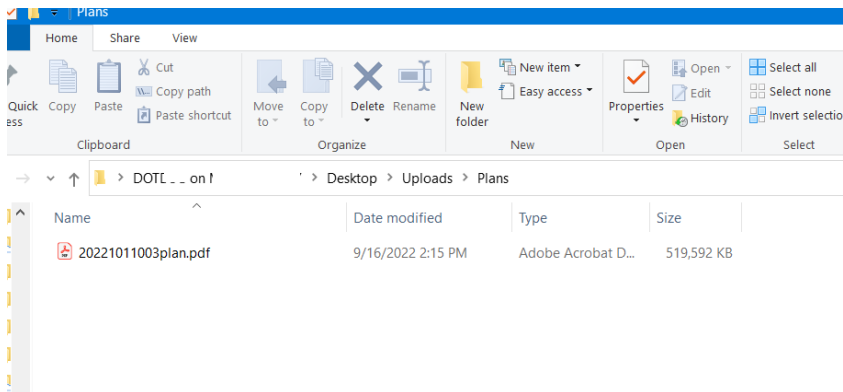 Plans
Home Share View
Cut
Copy path
Paste shortcut
Quick
ess
Copy
Paste
Move to
Copy to
Delete
Rename
New folder
New item
Easy access
Properties
Open
Edit
History
Select all
Select none
Invert selectio
Clipboard Organize New Open Select
on > Desktop > Uploads > Plans
Name Date modified Type Size
20221011003plan.pdf 9/16/2022 2:15 PM Adobe Acrobat D... 519,592 KB